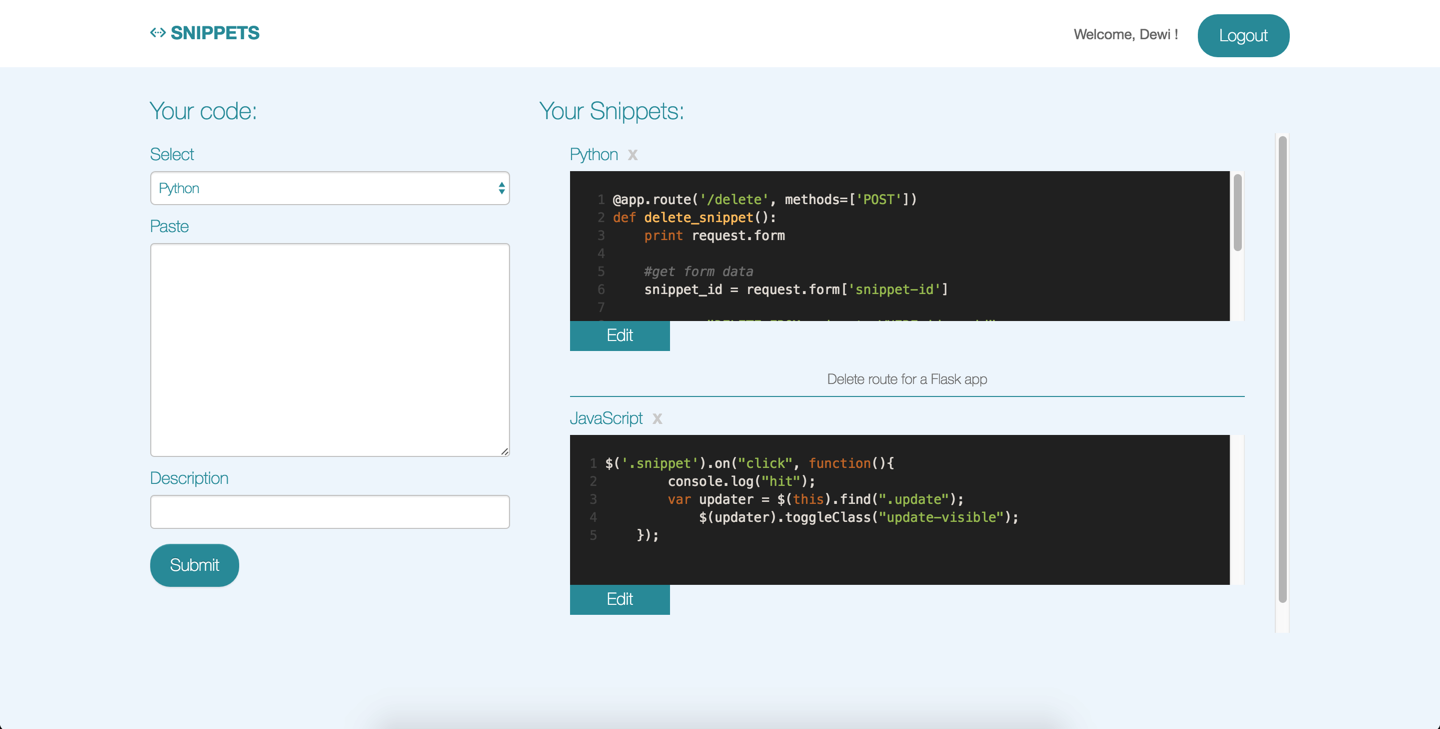 <··> SNIPPETS
Welcome, Dewi !
Logout
Your code:
Select
Python
Paste
Description
Submit
Your Snippets:
Python x
1 @app.route('/delete', methods=['POST'])
2 def delete_snippet():
3     print request.form
4
5     #get form data
6     snippet_id = request.form['snippet-id']
7
Edit
Delete route for a Flask app
JavaScript x
1 $('.snippet').on("click", function(){
2         console.log("hit");
3         var updater = $(this).find(".update");
4             $(updater).toggleClass("update-visible");
5     });
Edit